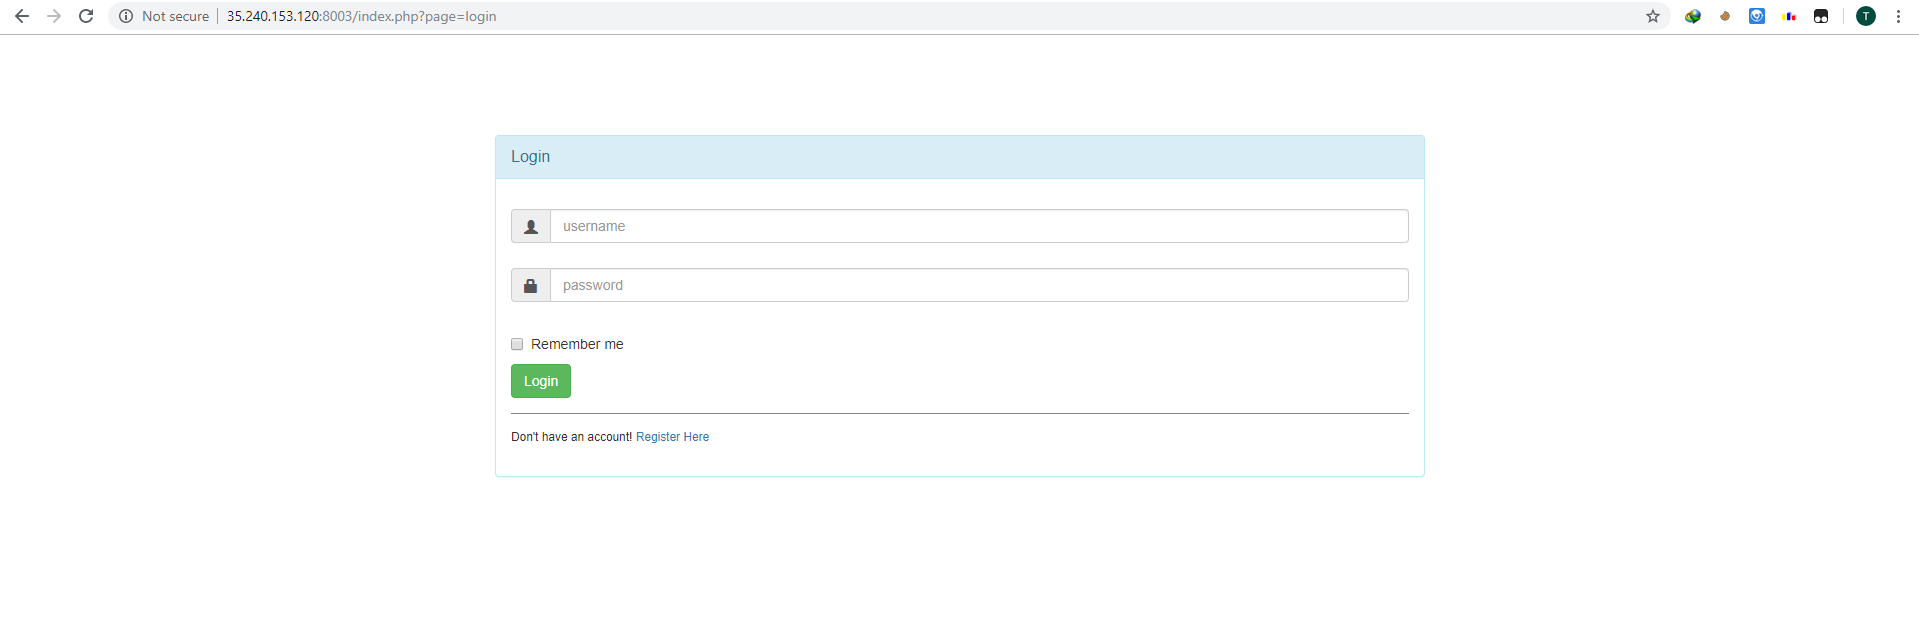 Not secure 35.240.153.120:8003/index.php?page=login
T
Login
username
password
Remember me
Login
Don't have an account! Register Here